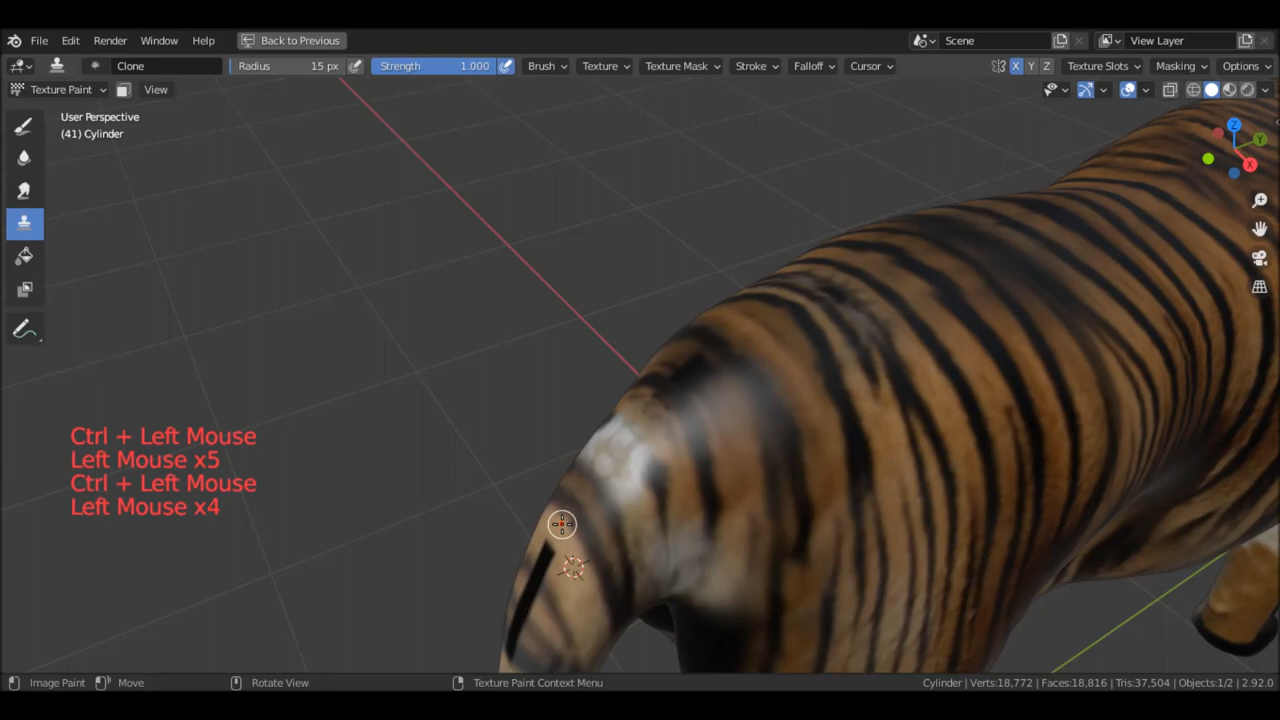 File Edit Render Window Help Back to Previous Scene View Layer
Clone Radius 15 px Strength 1.000 Brush Texture Texture Mask Stroke Falloff Cursor X Y Z Texture Slots Masking Options
Texture Paint View
User Perspective
(41) Cylinder
Z
Y
X
Ctrl + Left Mouse
Left Mouse x5
Ctrl + Left Mouse
Left Mouse x4
Image Paint Move Rotate View Texture Paint Context Menu Cylinder | Verts:18,772 | Faces:18,816 | Tris:37,504 | Objects:1/2 | 2.92.0